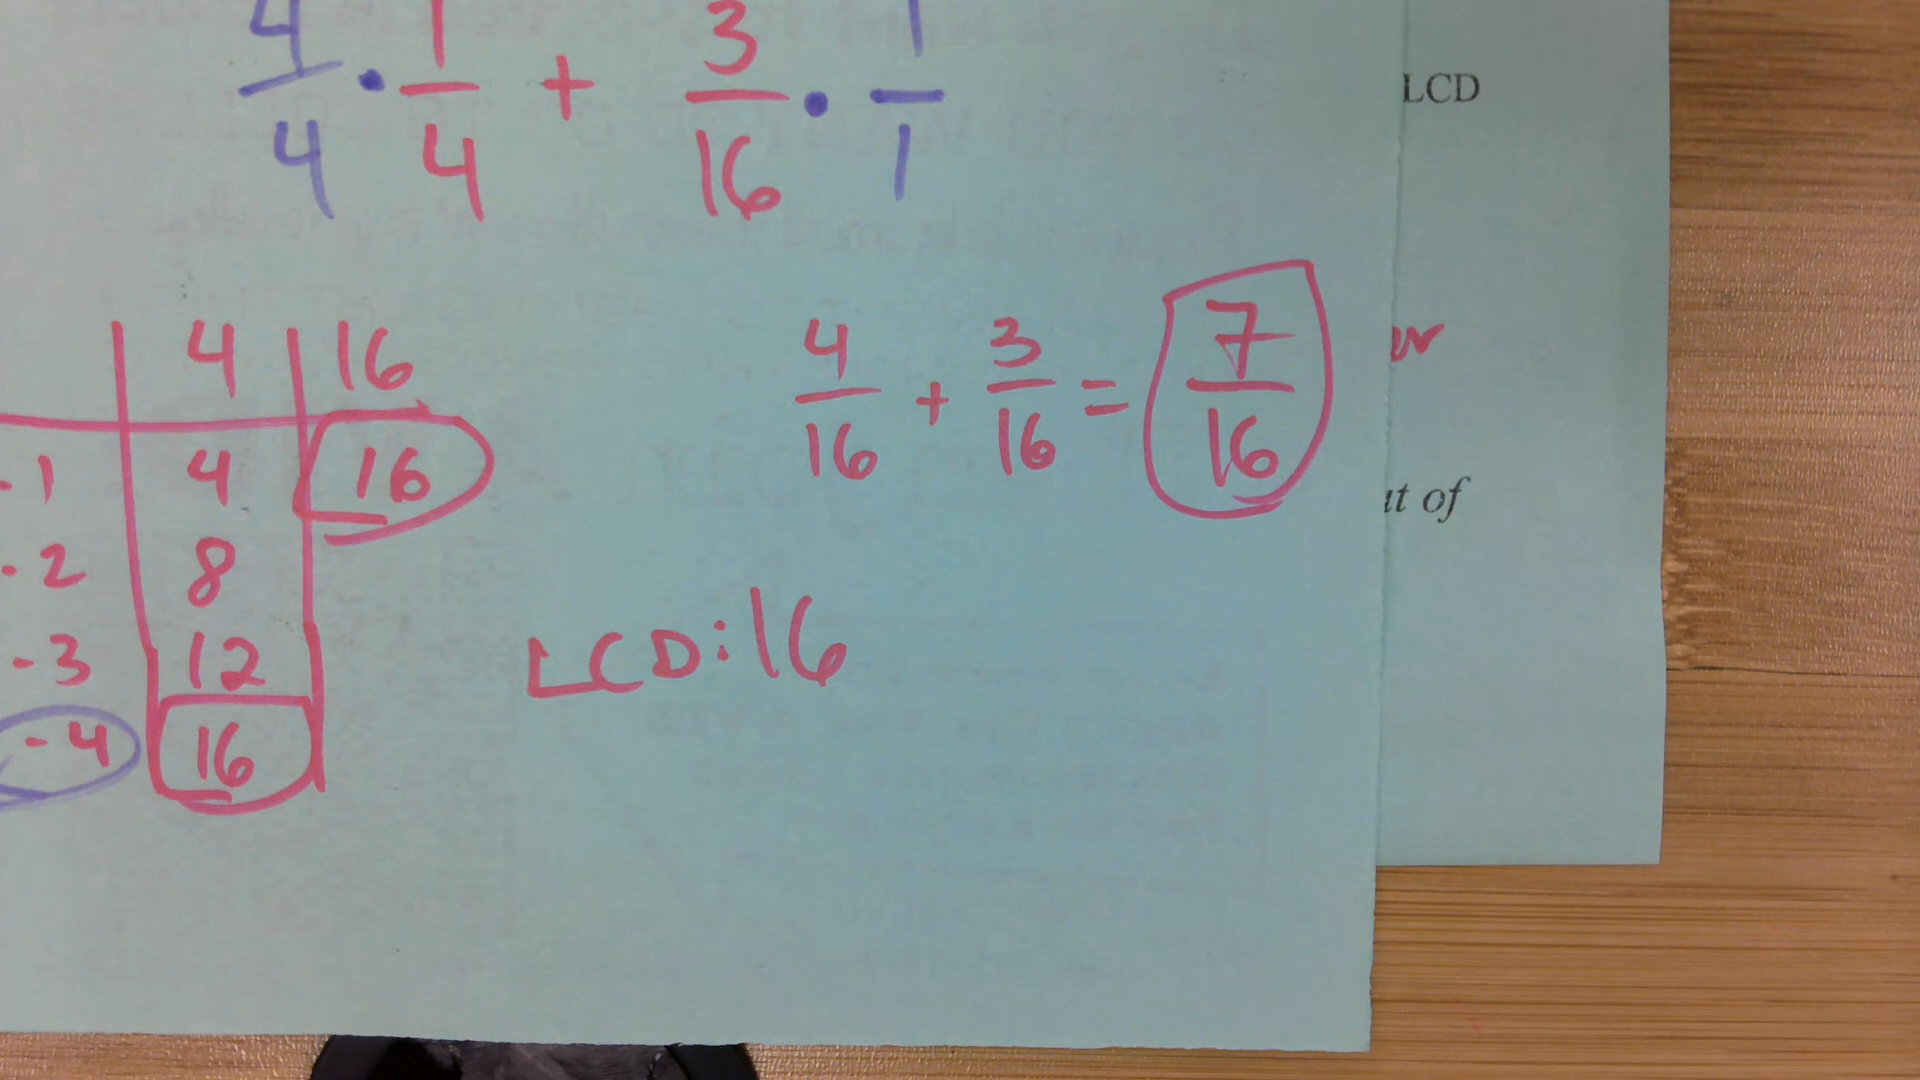 4/4 · 1/4 + 3/16 · 1/1
LCD
4 | 16
4/16 + 3/16 = 7/16
-1 | 4 | 16
·2 | 8
-3 | 12
-4 | 16
LCD:16
of